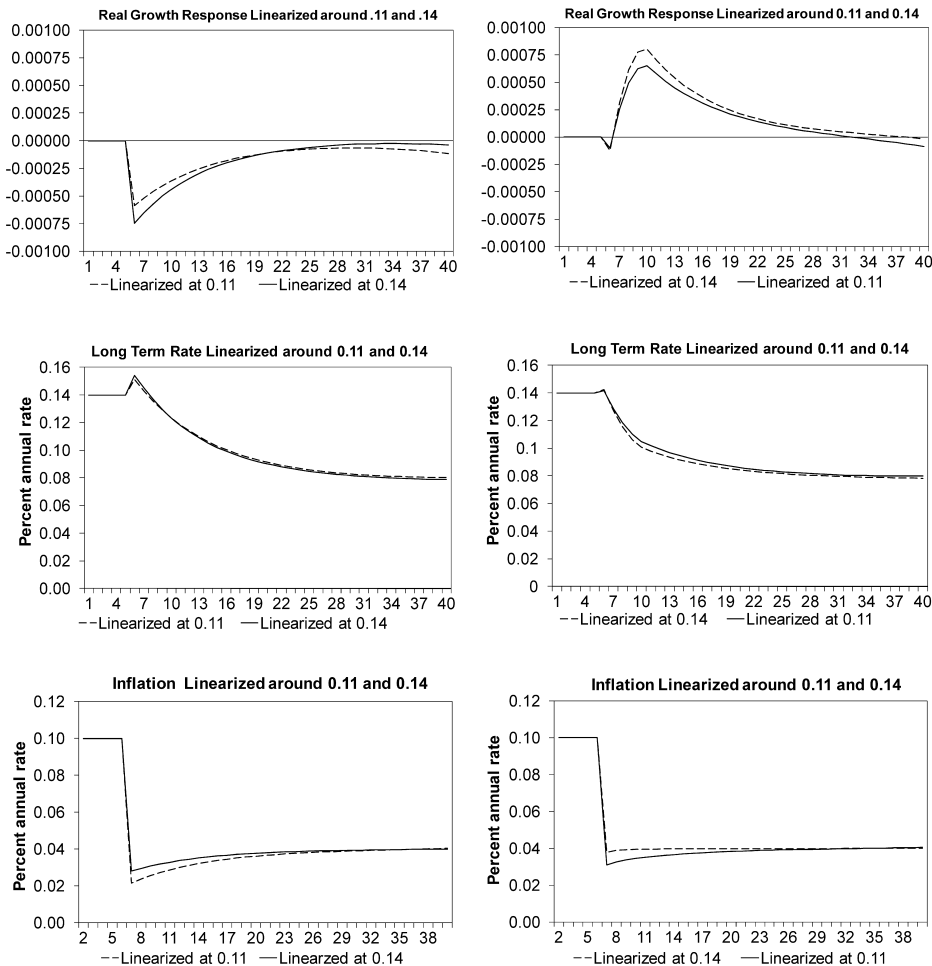 Real Growth Response Linearized around .11 and .14
0.00100
0.00075
0.00050
0.00025
0.00000
-0.00025
-0.00050
-0.00075
-0.00100
1 4 7 10 13 16 19 22 25 28 31 34 37 40
Linearized at 0.11 Linearized at 0.14
Real Growth Response Linearized around 0.11 and 0.14
0.00100
0.00075
0.00050
0.00025
0.00000
-0.00025
-0.00050
-0.00075
-0.00100
1 4 7 10 13 16 19 22 25 28 31 34 37 40
Linearized at 0.14 Linearized at 0.11
Long Term Rate Linearized around 0.11 and 0.14
Percent annual rate
0.16
0.14
0.12
0.10
0.08
0.06
0.04
0.02
0.00
1 4 7 10 13 16 19 22 25 28 31 34 37 40
Linearized at 0.11 Linearized at 0.14
Long Term Rate Linearized around 0.11 and 0.14
Percent annual rate
0.16
0.14
0.12
0.1
0.08
0.06
0.04
0.02
0
1 4 7 10 13 16 19 22 25 28 31 34 37 40
Linearized at 0.14 Linearized at 0.11
Inflation Linearized around 0.11 and 0.14
Percent annual rate
0.12
0.10
0.08
0.06
0.04
0.02
0.00
2 5 8 11 14 17 20 23 26 29 32 35 38
Linearized at 0.11 Linearzed at 0.14
Inflation Linearized around 0.11 and 0.14
Percent annual rate
0.12
0.10
0.08
0.06
0.04
0.02
0.00
2 5 8 11 14 17 20 23 26 29 32 35 38
Linearized at 0.14 Linearized at 0.11